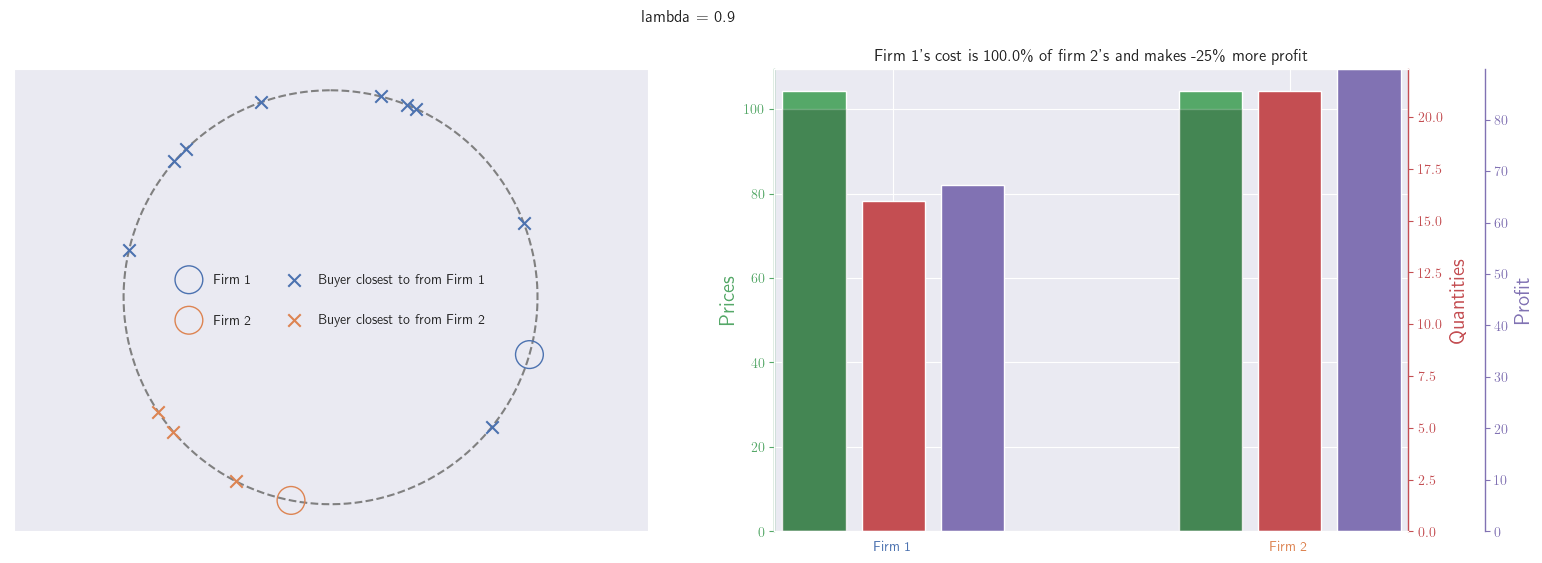 lambda = 0.9
Firm 1 Buyer closest to from Firm 1
Firm 2 Buyer closest to from Firm 2
Firm 1's cost is 100.0% of firm 2's and makes -25% more profit
Prices
100
80
60
40
20
0
Firm 1
Firm 2
20.0
17.5
15.0
12.5
10.0
7.5
5.0
2.5
0.0
Quantities
80
70
60
50
40
30
20
10
0
Profit